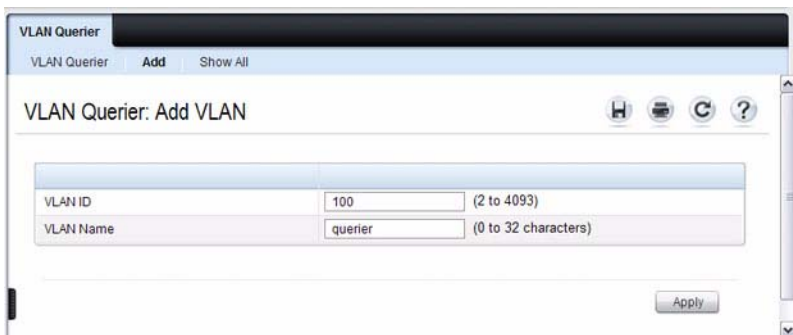 VLAN Querier
VLAN Querier Add Show All
VLAN Querier: Add VLAN
VLAN ID 100 (2 to 4093)
VLAN Name querier (0 to 32 characters)
Apply